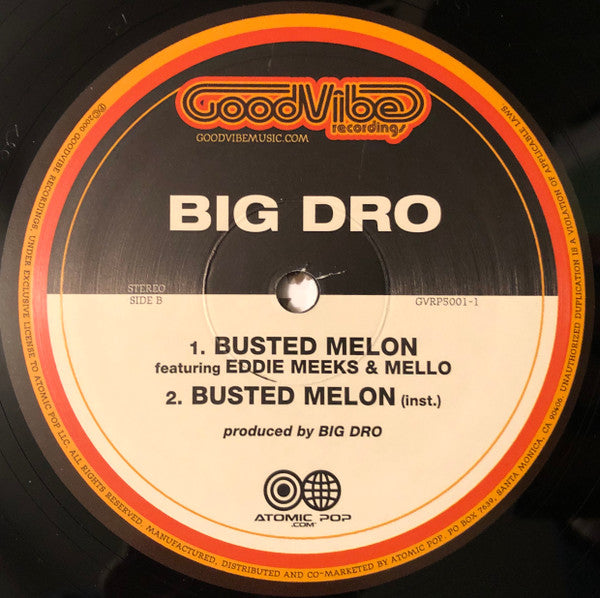 GoodVibe
recordings
GOODVIBEMUSIC.COM
BIG DRO
STEREO
SIDE B
GVRP5001-1
1. BUSTED MELON
featuring EDDIE MEEKS & MELLO
2. BUSTED MELON (inst.)
produced by BIG DRO
ATOMIC POP
.COM
℗©2000 GOODVIBE RECORDINGS, UNDER EXCLUSIVE LICENSE TO ATOMIC POP LLC. ALL RIGHTS RESERVED. MANUFACTURED, DISTRIBUTED AND CO-MARKETED BY ATOMIC POP, PO BOX 7639, SANTA MONICA, CA 90406. UNAUTHORIZED DUPLICATION IS A VIOLATION OF APPLICABLE LAWS